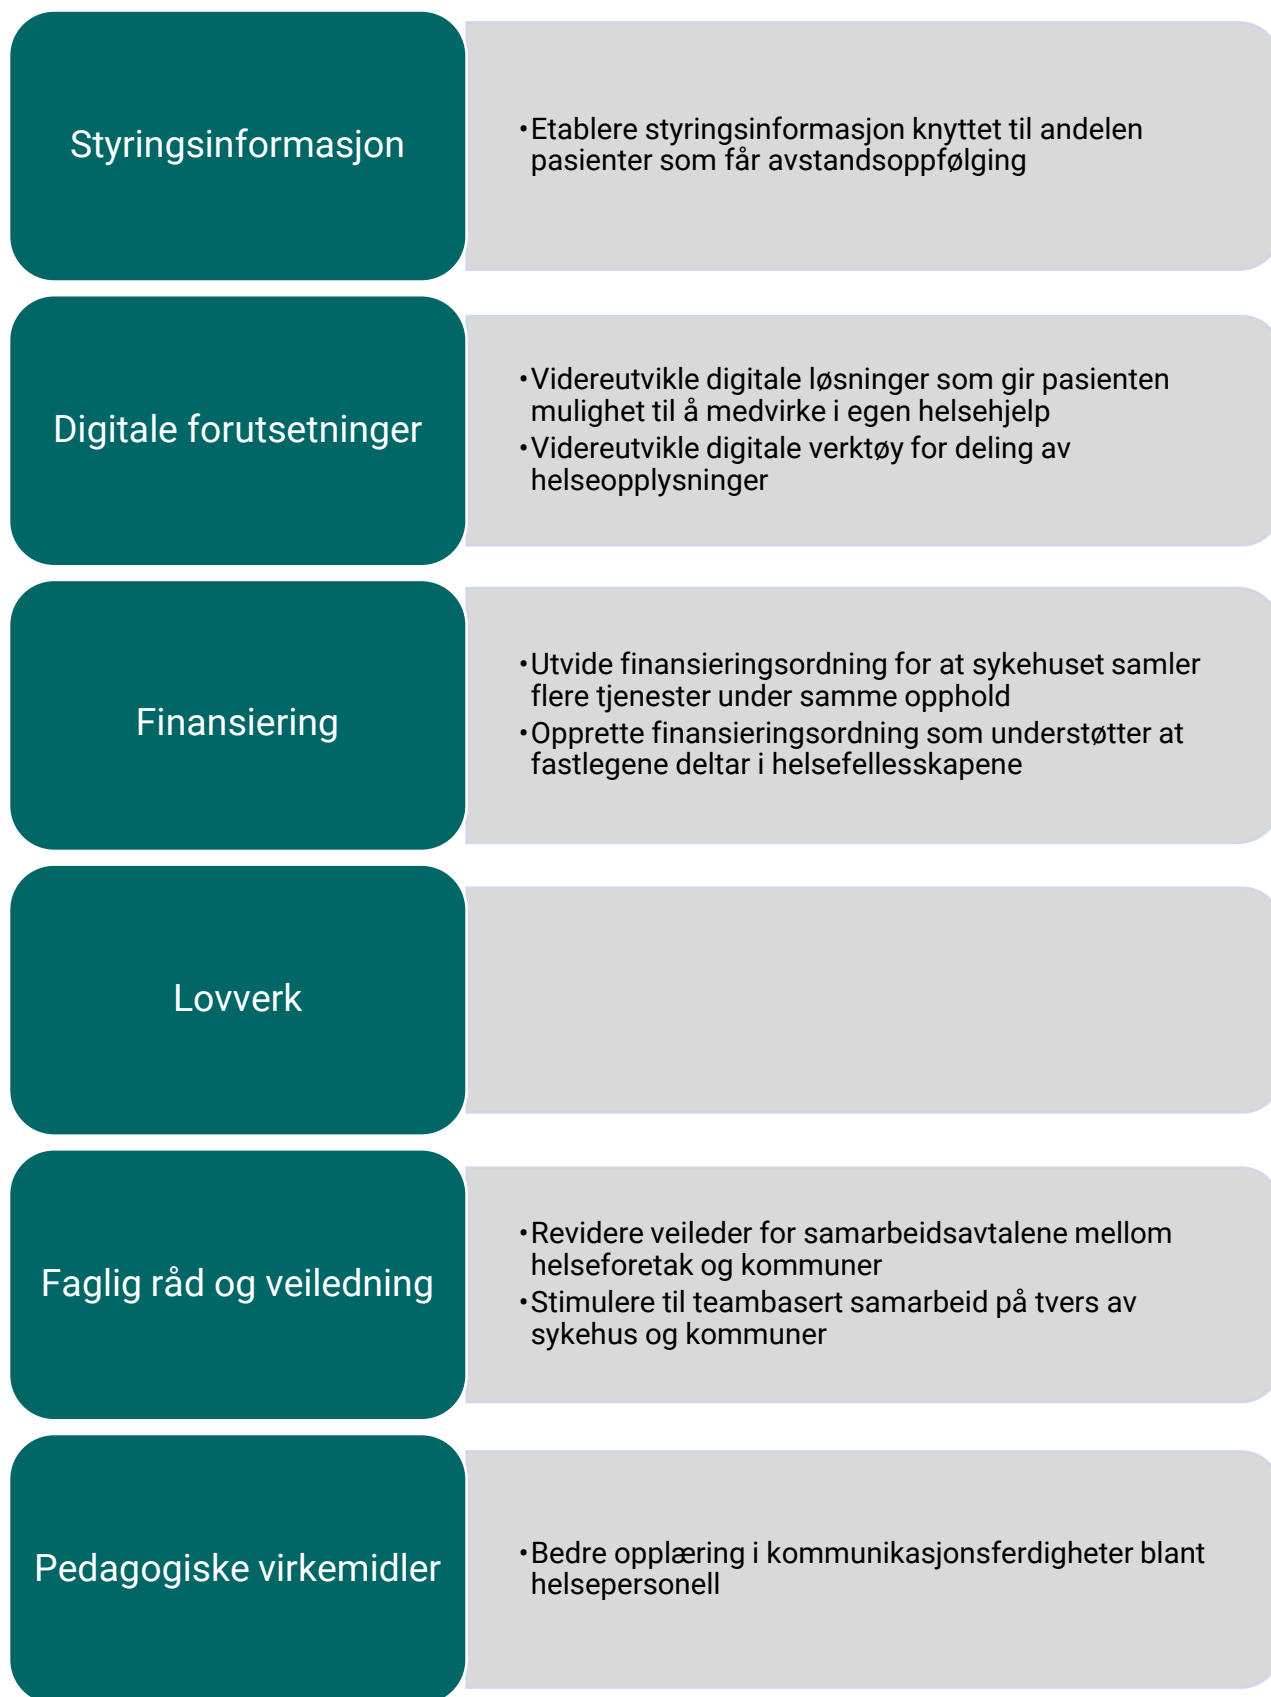 Styringsinformasjon
•Etablere styringsinformasjon knyttet til andelen
pasienter som får avstandsoppfølging
Digitale forutsetninger
•Videreutvikle digitale løsninger som gir pasienten
mulighet til å medvirke i egen helsehjelp
•Videreutvikle digitale verktøy for deling av
helseopplysninger
Finansiering
•Utvide finansieringsordning for at sykehuset samler
flere tjenester under samme opphold
•Opprette finansieringsordning som understøtter at
fastlegene deltar i helsefellesskapene
Lovverk
Faglig råd og veiledning
•Revidere veileder for samarbeidsavtalene mellom
helseforetak og kommuner
•Stimulere til teambasert samarbeid på tvers av
sykehus og kommuner
Pedagogiske virkemidler
•Bedre opplæring i kommunikasjonsferdigheter blant
helsepersonell